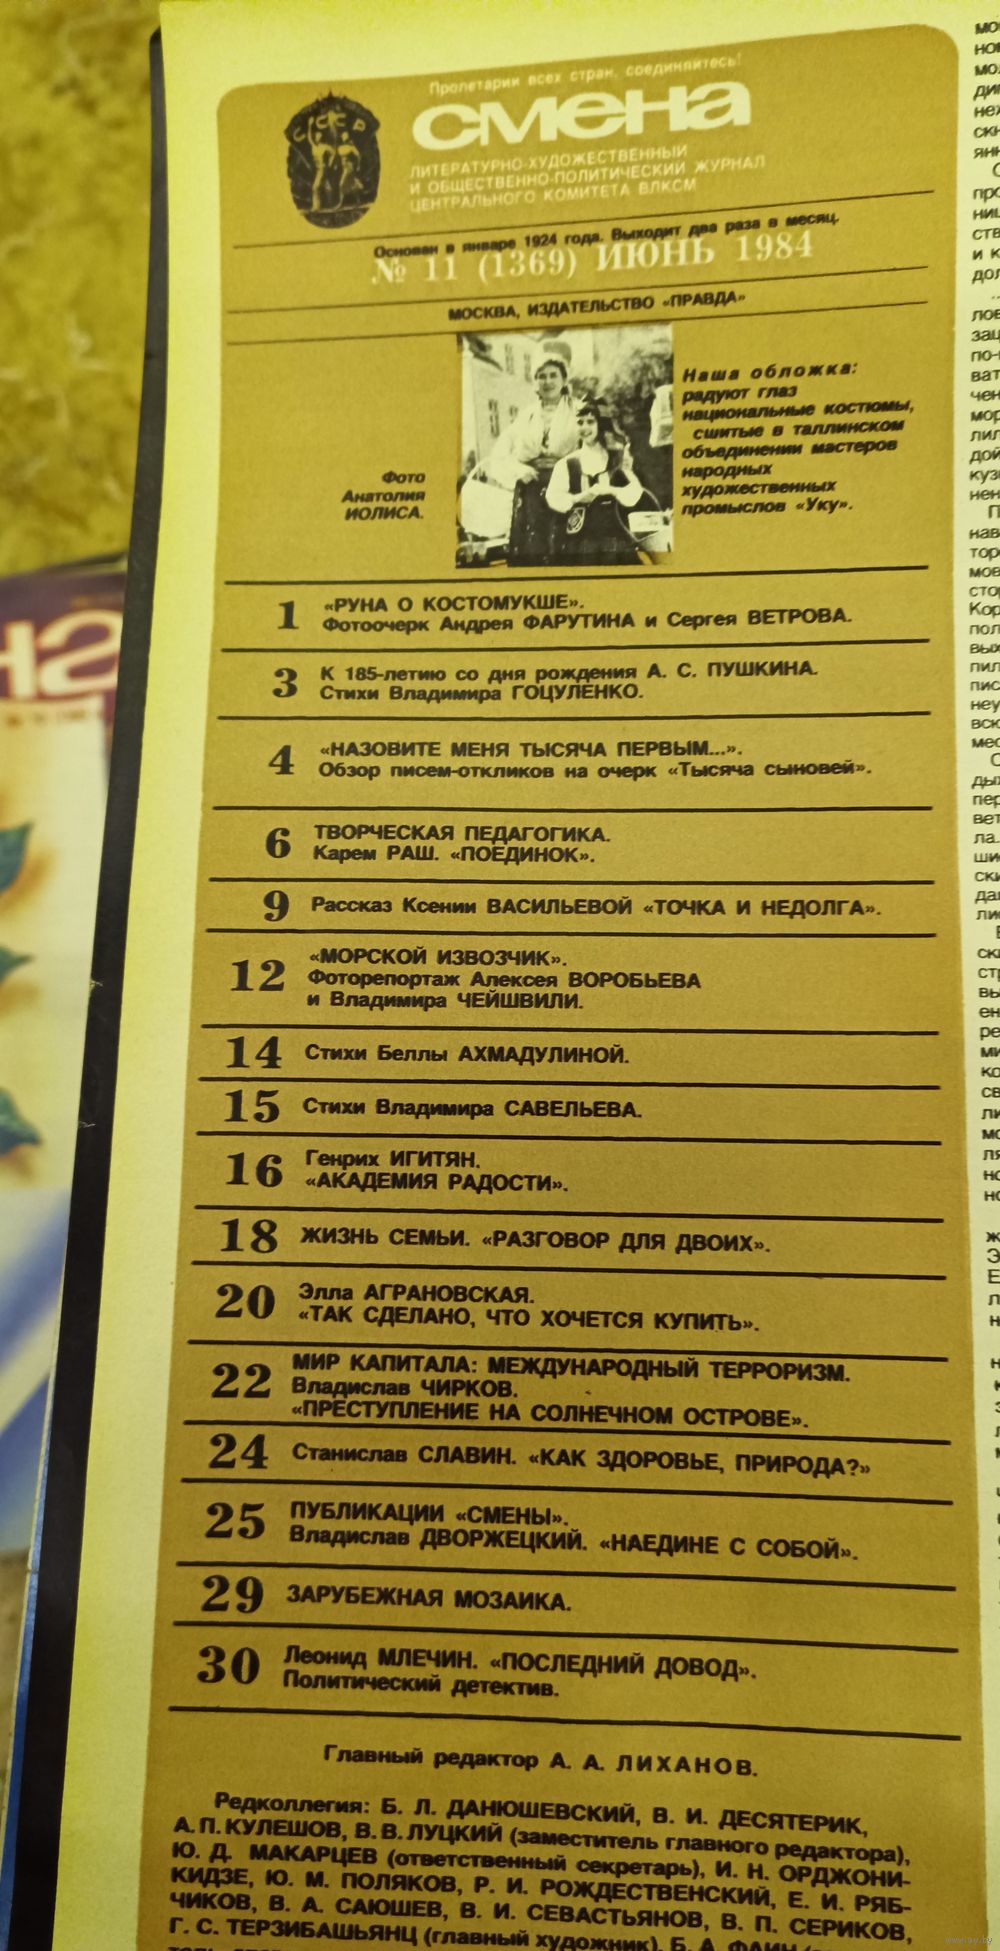 Пролетарии всех стран, соединяйтесь!
смена
СССР
ЛИТЕРАТУРНО-ХУДОЖЕСТВЕННЫЙ
И ОБЩЕСТВЕННО-ПОЛИТИЧЕСКИЙ ЖУРНАЛ
ЦЕНТРАЛЬНОГО КОМИТЕТА ВЛКСМ
Основан в январе 1924 года. Выходит два раза в месяц.
№ 11 (1369) ИЮНЬ 1984
МОСКВА, ИЗДАТЕЛЬСТВО «ПРАВДА»
Фото
Анатолия
ИОЛИСА.
Наша обложка:
радуют глаз
национальные костюмы,
сшитые в таллинском
объединении мастеров
народных
художественных
промыслов «Уку».
1 «РУНА О КОСТОМУКШЕ».
Фотоочерк Андрея ФАРУТИНА и Сергея ВЕТРОВА.
3 К 185-летию со дня рождения А. С. ПУШКИНА.
Стихи Владимира ГОЦУЛЕНКО.
4 «НАЗОВИТЕ МЕНЯ ТЫСЯЧА ПЕРВЫМ...».
Обзор писем-откликов на очерк «Тысяча сыновей».
6 ТВОРЧЕСКАЯ ПЕДАГОГИКА.
Карем РАШ. «ПОЕДИНОК».
9 Рассказ Ксении ВАСИЛЬЕВОЙ «ТОЧКА И НЕДОЛГА».
12 «МОРСКОЙ ИЗВОЗЧИК».
Фоторепортаж Алексея ВОРОБЬЕВА
и Владимира ЧЕЙШВИЛИ.
14 Стихи Беллы АХМАДУЛИНОЙ.
15 Стихи Владимира САВЕЛЬЕВА.
16 Генрих ИГИТЯН.
«АКАДЕМИЯ РАДОСТИ».
18 ЖИЗНЬ СЕМЬИ. «РАЗГОВОР ДЛЯ ДВОИХ».
20 Элла АГРАНОВСКАЯ.
«ТАК СДЕЛАНО, ЧТО ХОЧЕТСЯ КУПИТЬ».
22 МИР КАПИТАЛА: МЕЖДУНАРОДНЫЙ ТЕРРОРИЗМ.
Владислав ЧИРКОВ.
«ПРЕСТУПЛЕНИЕ НА СОЛНЕЧНОМ ОСТРОВЕ».
24 Станислав СЛАВИН. «КАК ЗДОРОВЬЕ, ПРИРОДА?»
25 ПУБЛИКАЦИИ «СМЕНЫ».
Владислав ДВОРЖЕЦКИЙ. «НАЕДИНЕ С СОБОЙ».
29 ЗАРУБЕЖНАЯ МОЗАИКА.
30 Леонид МЛЕЧИН. «ПОСЛЕДНИЙ ДОВОД».
Политический детектив.
Главный редактор А. А. ЛИХАНОВ.
Редколлегия: Б. Л. ДАНЮШЕВСКИЙ, В. И. ДЕСЯТЕРИК,
А. П. КУЛЕШОВ, В. В. ЛУЦКИЙ (заместитель главного редактора),
Ю. Д. МАКАРЦЕВ (ответственный секретарь), И. Н. ОРДЖОНИ-
КИДЗЕ, Ю. М. ПОЛЯКОВ, Р. И. РОЖДЕСТВЕНСКИЙ, Е. И. РЯБ-
ЧИКОВ, В. А. САЮШЕВ, В. И. СЕВАСТЬЯНОВ, В. П. СЕРИКОВ,
Г. С. ТЕРЗИБАШЬЯНЦ (главный художник), Б. А. ФАИН